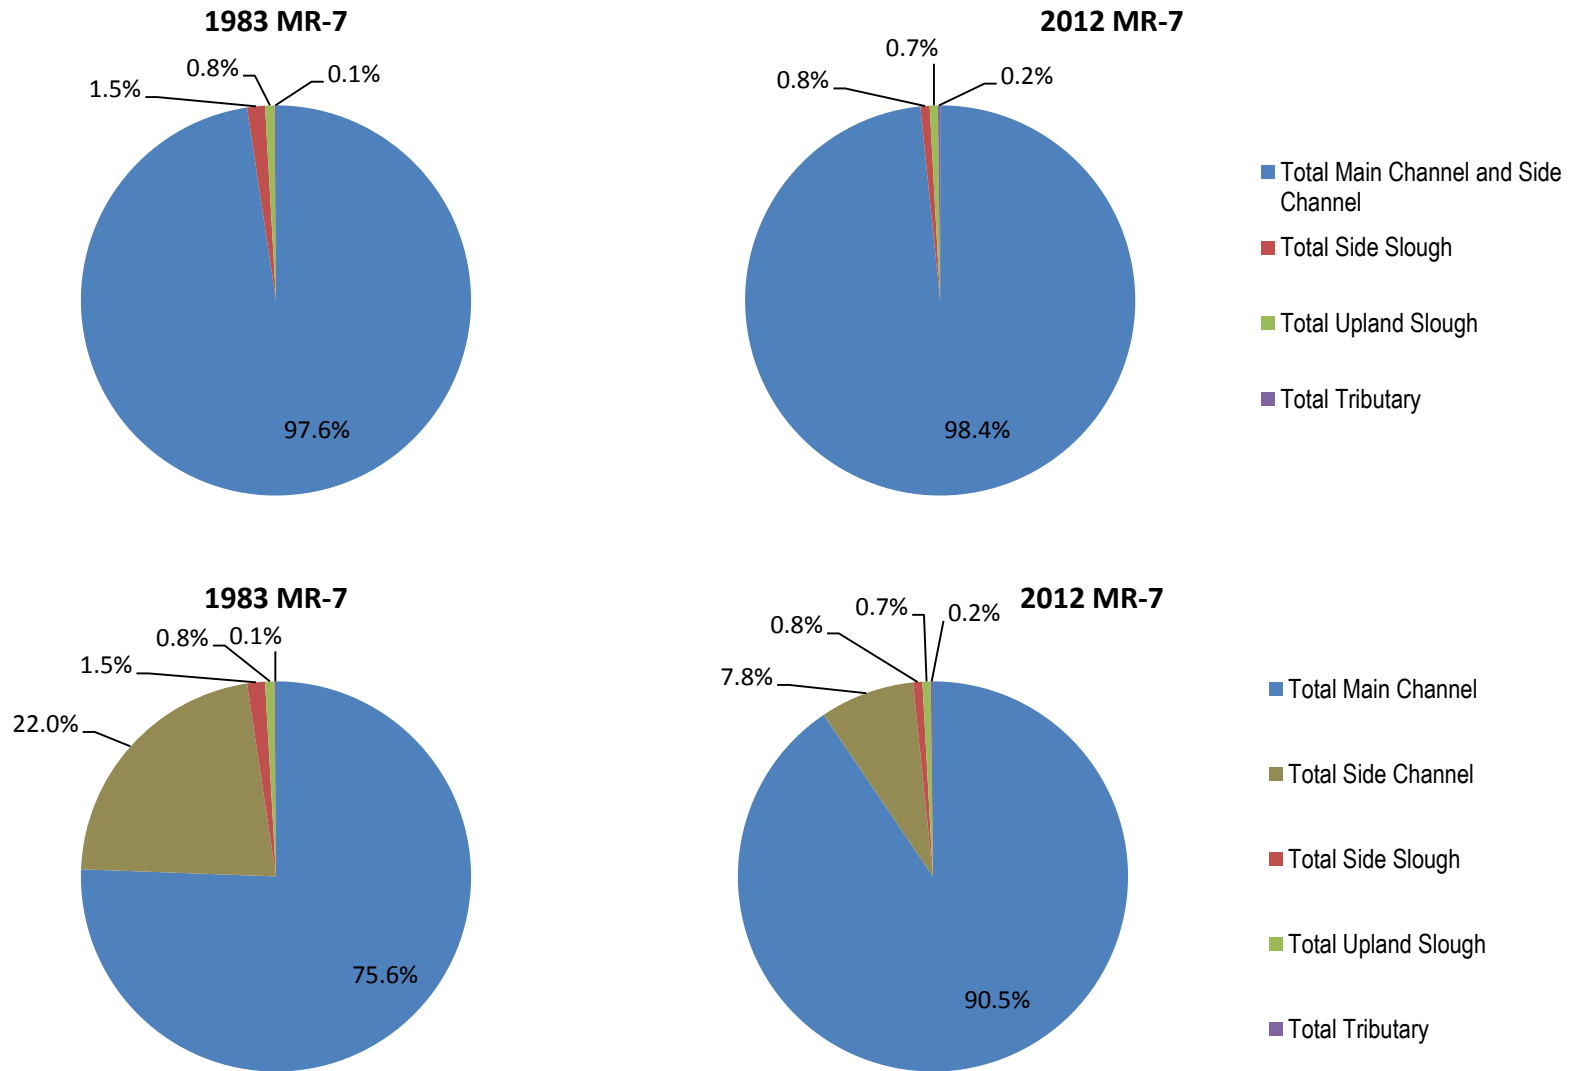 1983 MR-7
0.8%
0.1%
1.5%
97.6%
2012 MR-7
0.7%
0.8%
0.2%
98.4%
Total Main Channel and Side
Channel
Total Side Slough
Total Upland Slough
Total Tributary
1983 MR-7
0.8%
0.1%
1.5%
22.0%
75.6%
2012 MR-7
0.7%
0.2%
0.8%
7.8%
90.5%
Total Main Channel
Total Side Channel
Total Side Slough
Total Upland Slough
Total Tributary